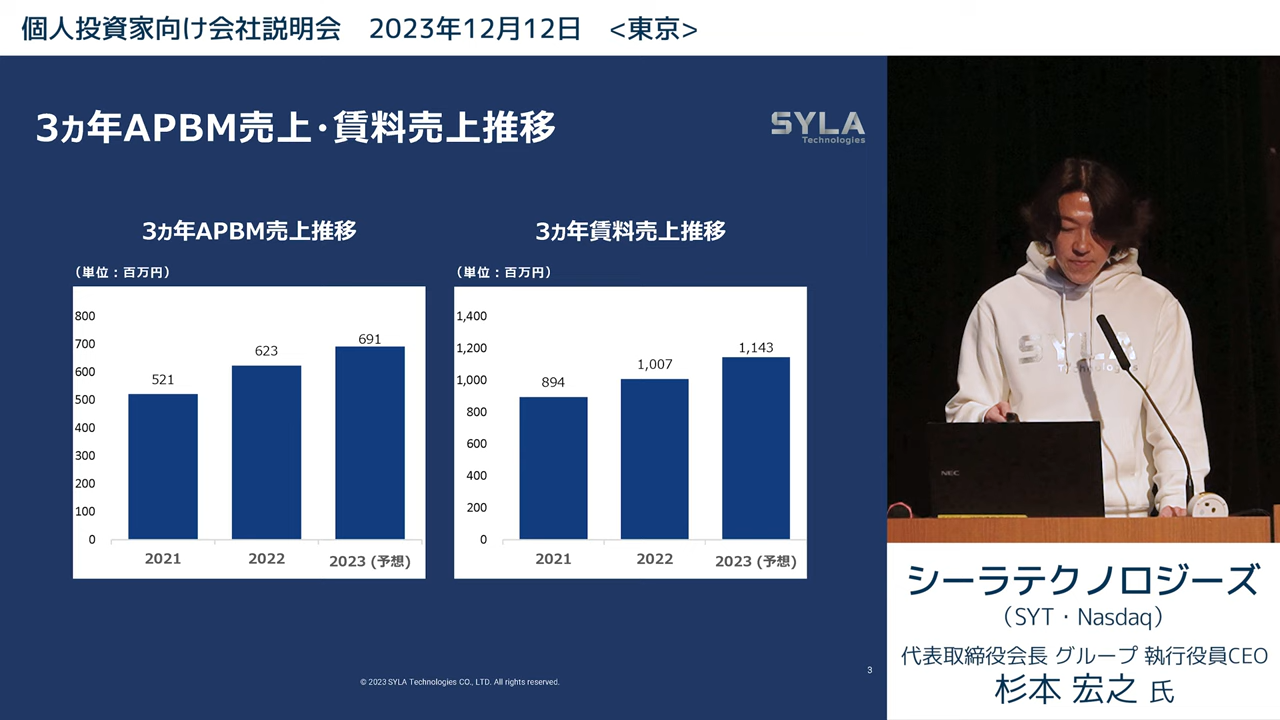 個人投資家向け会社説明会　2023年12月12日　<東京>
3ヵ年APBM売上・賃料売上推移
SYLA
Technologies
3ヵ年APBM売上推移
（単位：百万円）
800
700
600
500
400
300
200
100
0
521
623
691
2021
2022
2023 (予想)
3ヵ年賃料売上推移
（単位：百万円）
1,400
1,200
1,000
800
600
400
200
0
894
1,007
1,143
2021
2022
2023 (予想)
3
© 2023 SYLA Technologies CO., LTD. All rights reserved.
SYLA
Technologies
NEC
シーラテクノロジーズ
（SYT・Nasdaq）
代表取締役会長 グループ 執行役員CEO
杉本 宏之 氏